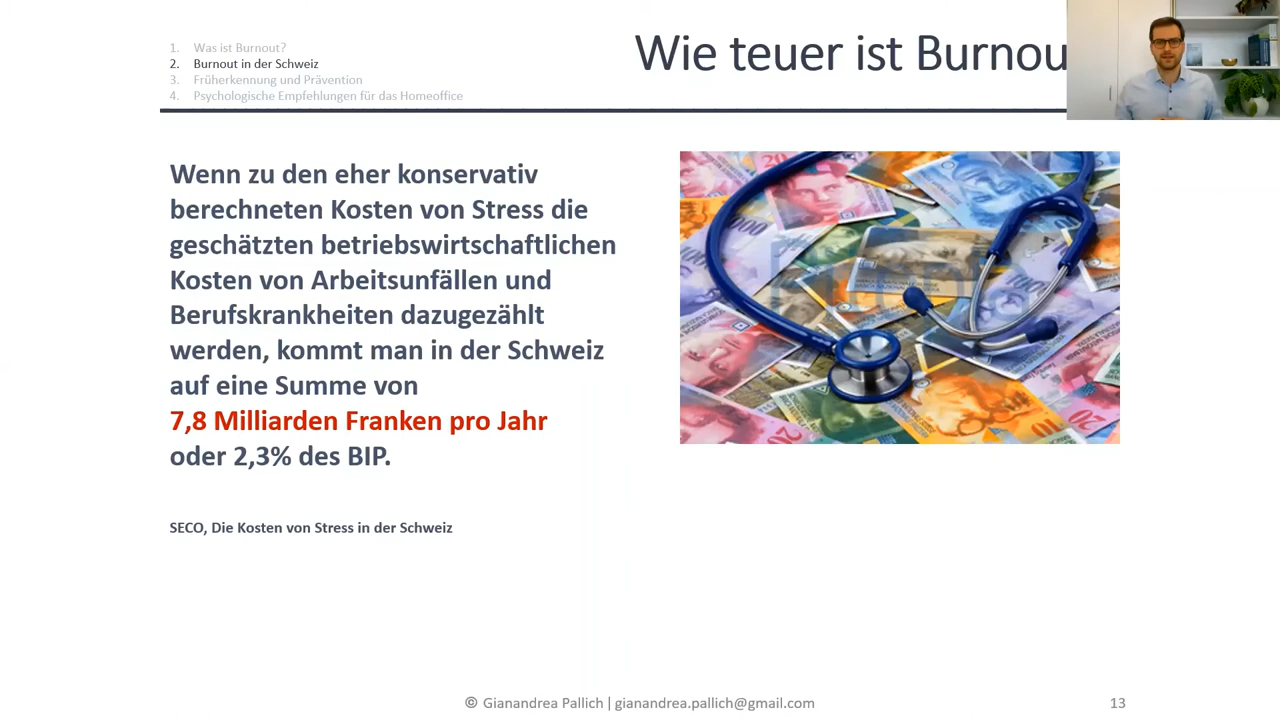 1. Was ist Burnout?
2. Burnout in der Schweiz
3. Früherkennung und Prävention
4. Psychologische Empfehlungen für das Homeoffice
Wie teuer ist Burnou
Wenn zu den eher konservativ
berechneten Kosten von Stress die
geschätzten betriebswirtschaftlichen
Kosten von Arbeitsunfällen und
Berufskrankheiten dazugezählt
werden, kommt man in der Schweiz
auf eine Summe von
7,8 Milliarden Franken pro Jahr
oder 2,3% des BIP.
SECO, Die Kosten von Stress in der Schweiz
© Gianandrea Pallich | gianandrea.pallich@gmail.com
13